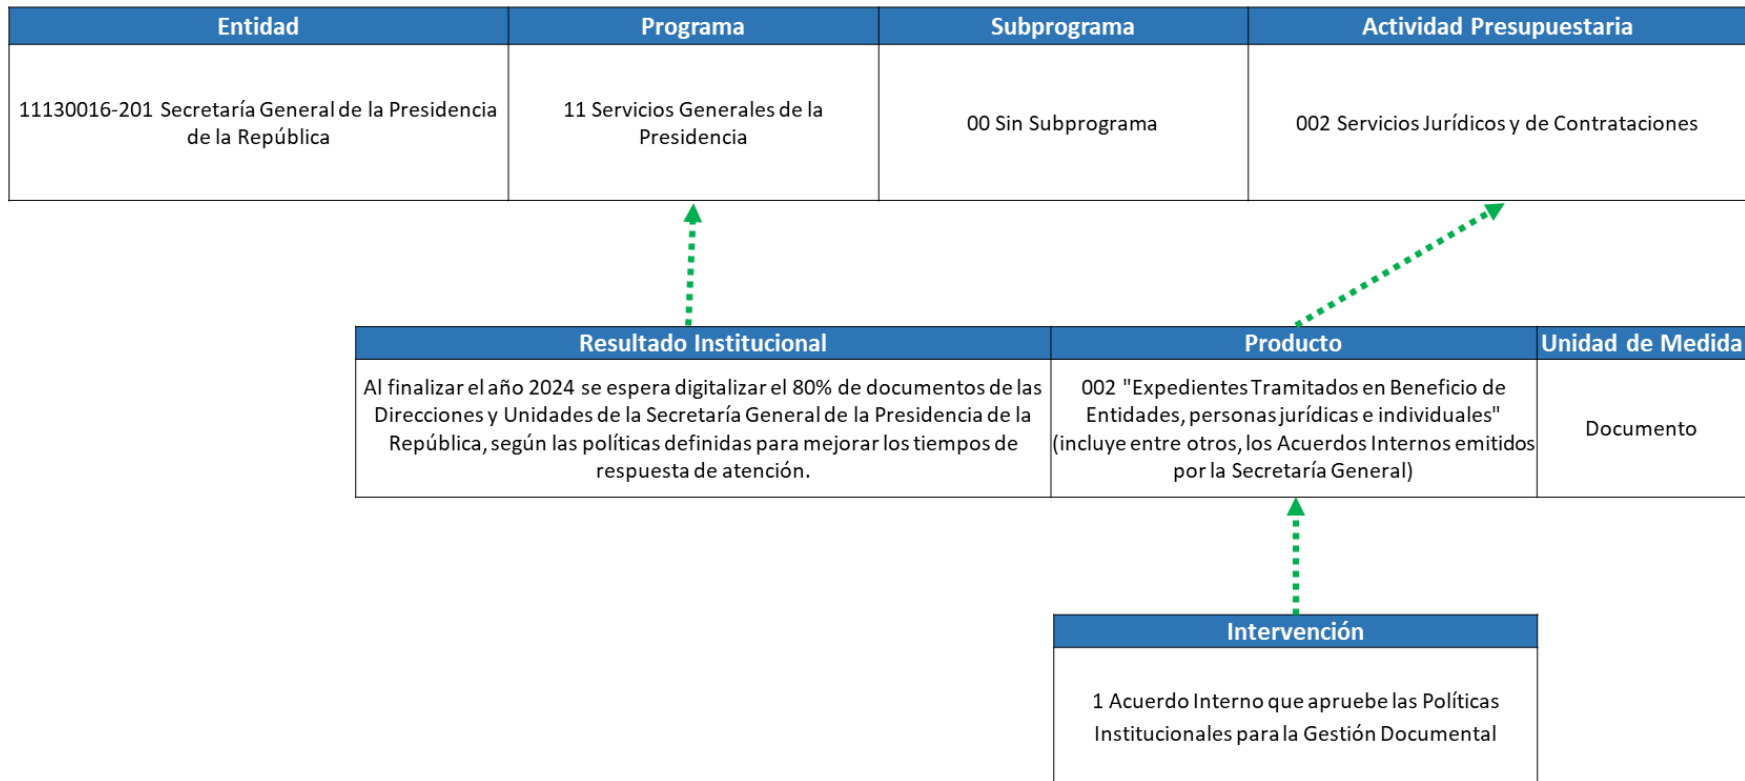 Entidad
Programa
Subprograma
Actividad Presupuestaria
11130016-201 Secretaría General de la Presidencia
de la República
11 Servicios Generales de la
Presidencia
00 Sin Subprograma
002 Servicios Jurídicos y de Contrataciones
Resultado Institucional
Producto
Unidad de Medida
Al finalizar el año 2024 se espera digitalizar el 80% de documentos de las
Direcciones y Unidades de la Secretaría General de la Presidencia de la
República, según las políticas definidas para mejorar los tiempos de
respuesta de atención.
002 "Expedientes Tramitados en Beneficio de
Entidades, personas jurídicas e individuales"
(incluye entre otros, los Acuerdos Internos emitidos
por la Secretaría General)
Documento
Intervención
1 Acuerdo Interno que apruebe las Políticas
Institucionales para la Gestión Documental